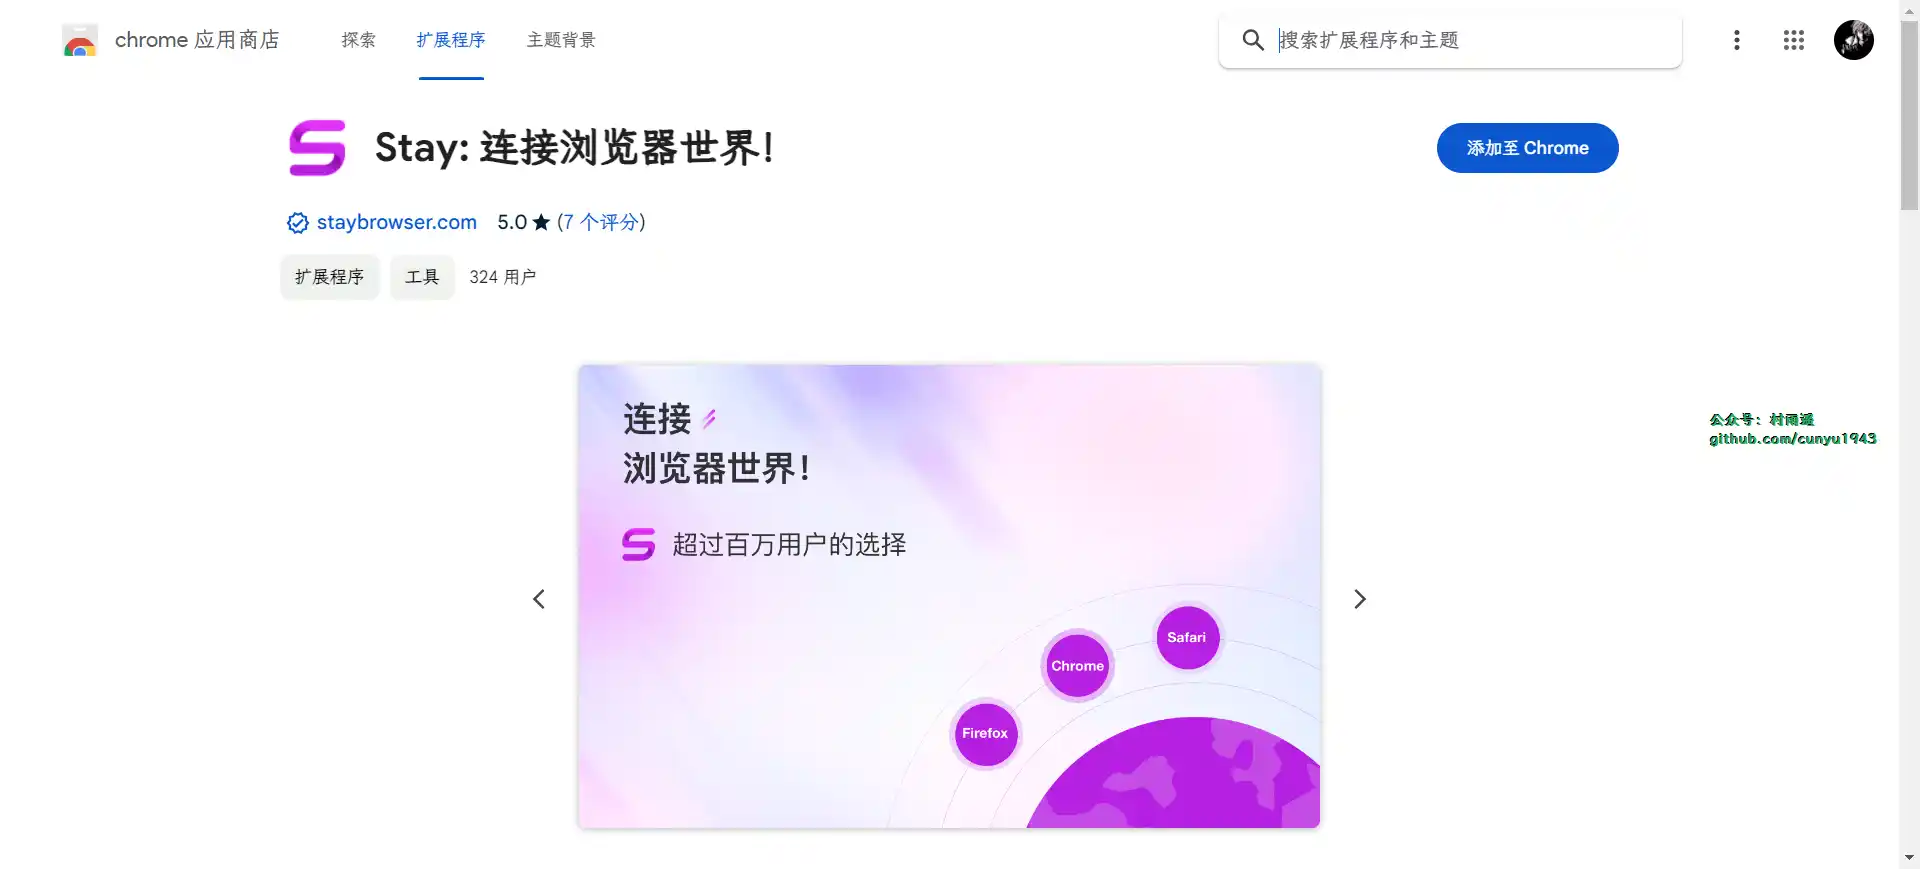 chrome 应用商店
探索
扩展程序
主题背景
搜索扩展程序和主题
Stay: 连接浏览器世界！
添加至 Chrome
staybrowser.com 5.0 ★ (7 个评分)
扩展程序
工具
324 用户
连接
浏览器世界！
S 超过百万用户的选择
Safari
Chrome
Firefox
公众号：村雨遥
github.com/cunyu1943